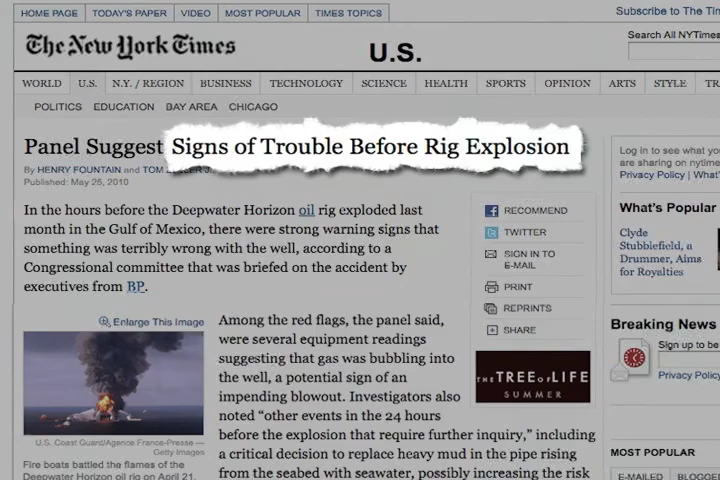 HOME PAGE TODAY'S PAPER VIDEO MOST POPULAR TIMES TOPICS
Subscribe to The
The New York Times
U.S.
Search All NYTimes
WORLD U.S. N.Y. / REGION BUSINESS TECHNOLOGY SCIENCE HEALTH SPORTS OPINION ARTS STYLE
POLITICS EDUCATION BAY AREA CHICAGO
Panel Suggest Signs of Trouble Before Rig Explosion
By HENRY FOUNTAIN and TOM
Published: May 25, 2010
In the hours before the Deepwater Horizon oil rig exploded last
month in the Gulf of Mexico, there were strong warning signs that
something was terribly wrong with the well, according to a
Congressional committee that was briefed on the accident by
executives from BP.
Enlarge This Image
U.S. Coast Guard/Agence France-Presse —
Getty Images
Fire boats battled the flames of the
Deepwater Horizon oil rig on April 21,
Among the red flags, the panel said,
were several equipment readings
suggesting that gas was bubbling into
the well, a potential sign of an
impending blowout. Investigators also
noted “other events in the 24 hours
before the explosion that require further inquiry,” including
a critical decision to replace heavy mud in the pipe rising
from the seabed with seawater, possibly increasing the risk
RECOMMEND
TWITTER
SIGN IN TO
E-MAIL
PRINT
REPRINTS
SHARE
THE TREE OF LIFE
SUMMER
Log in to see what
are sharing on
Privacy Policy |
What's Popular
Clyde
Stubblefield, a
Drummer, Aims
for Royalties
Breaking News
Sign up to be
Privacy Policy
MOST POPULAR
E-MAILED